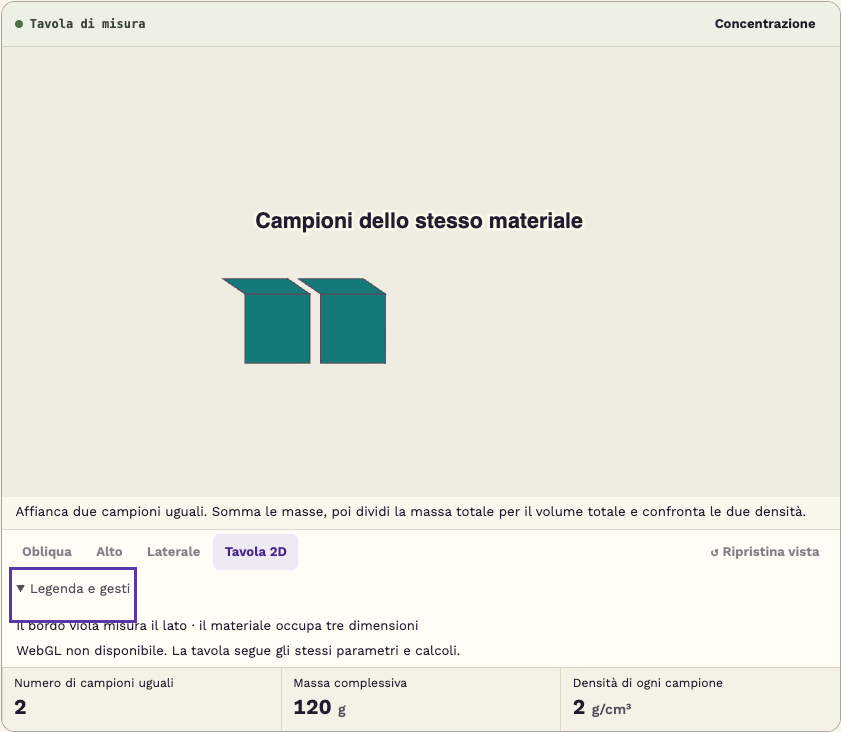 Tavola di misura
Concentrazione
Campioni dello stesso materiale
Affianca due campioni uguali. Somma le masse, poi dividi la massa totale per il volume totale e confronta le due densità.
Obliqua
Alto
Laterale
Tavola 2D
↺ Ripristina vista
▼ Legenda e gesti
Il bordo viola misura il lato · il materiale occupa tre dimensioni
WebGL non disponibile. La tavola segue gli stessi parametri e calcoli.
Numero di campioni uguali
2
Massa complessiva
120 g
Densità di ogni campione
2 g/cm³